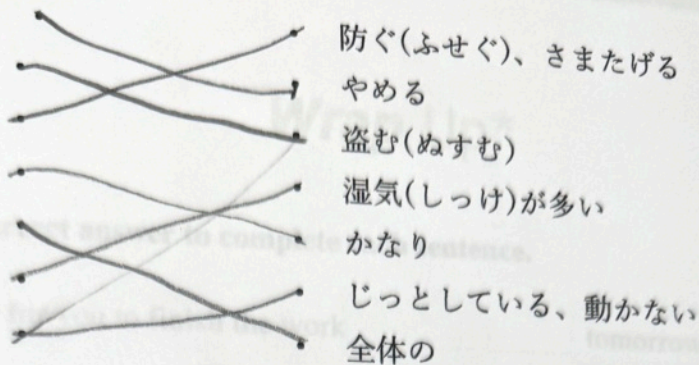 防ぐ(ふせぐ)、さまたげる
やめる
盗む(ぬすむ)
湿気(しっけ)が多い
かなり
じっとしている、動かない
全体の